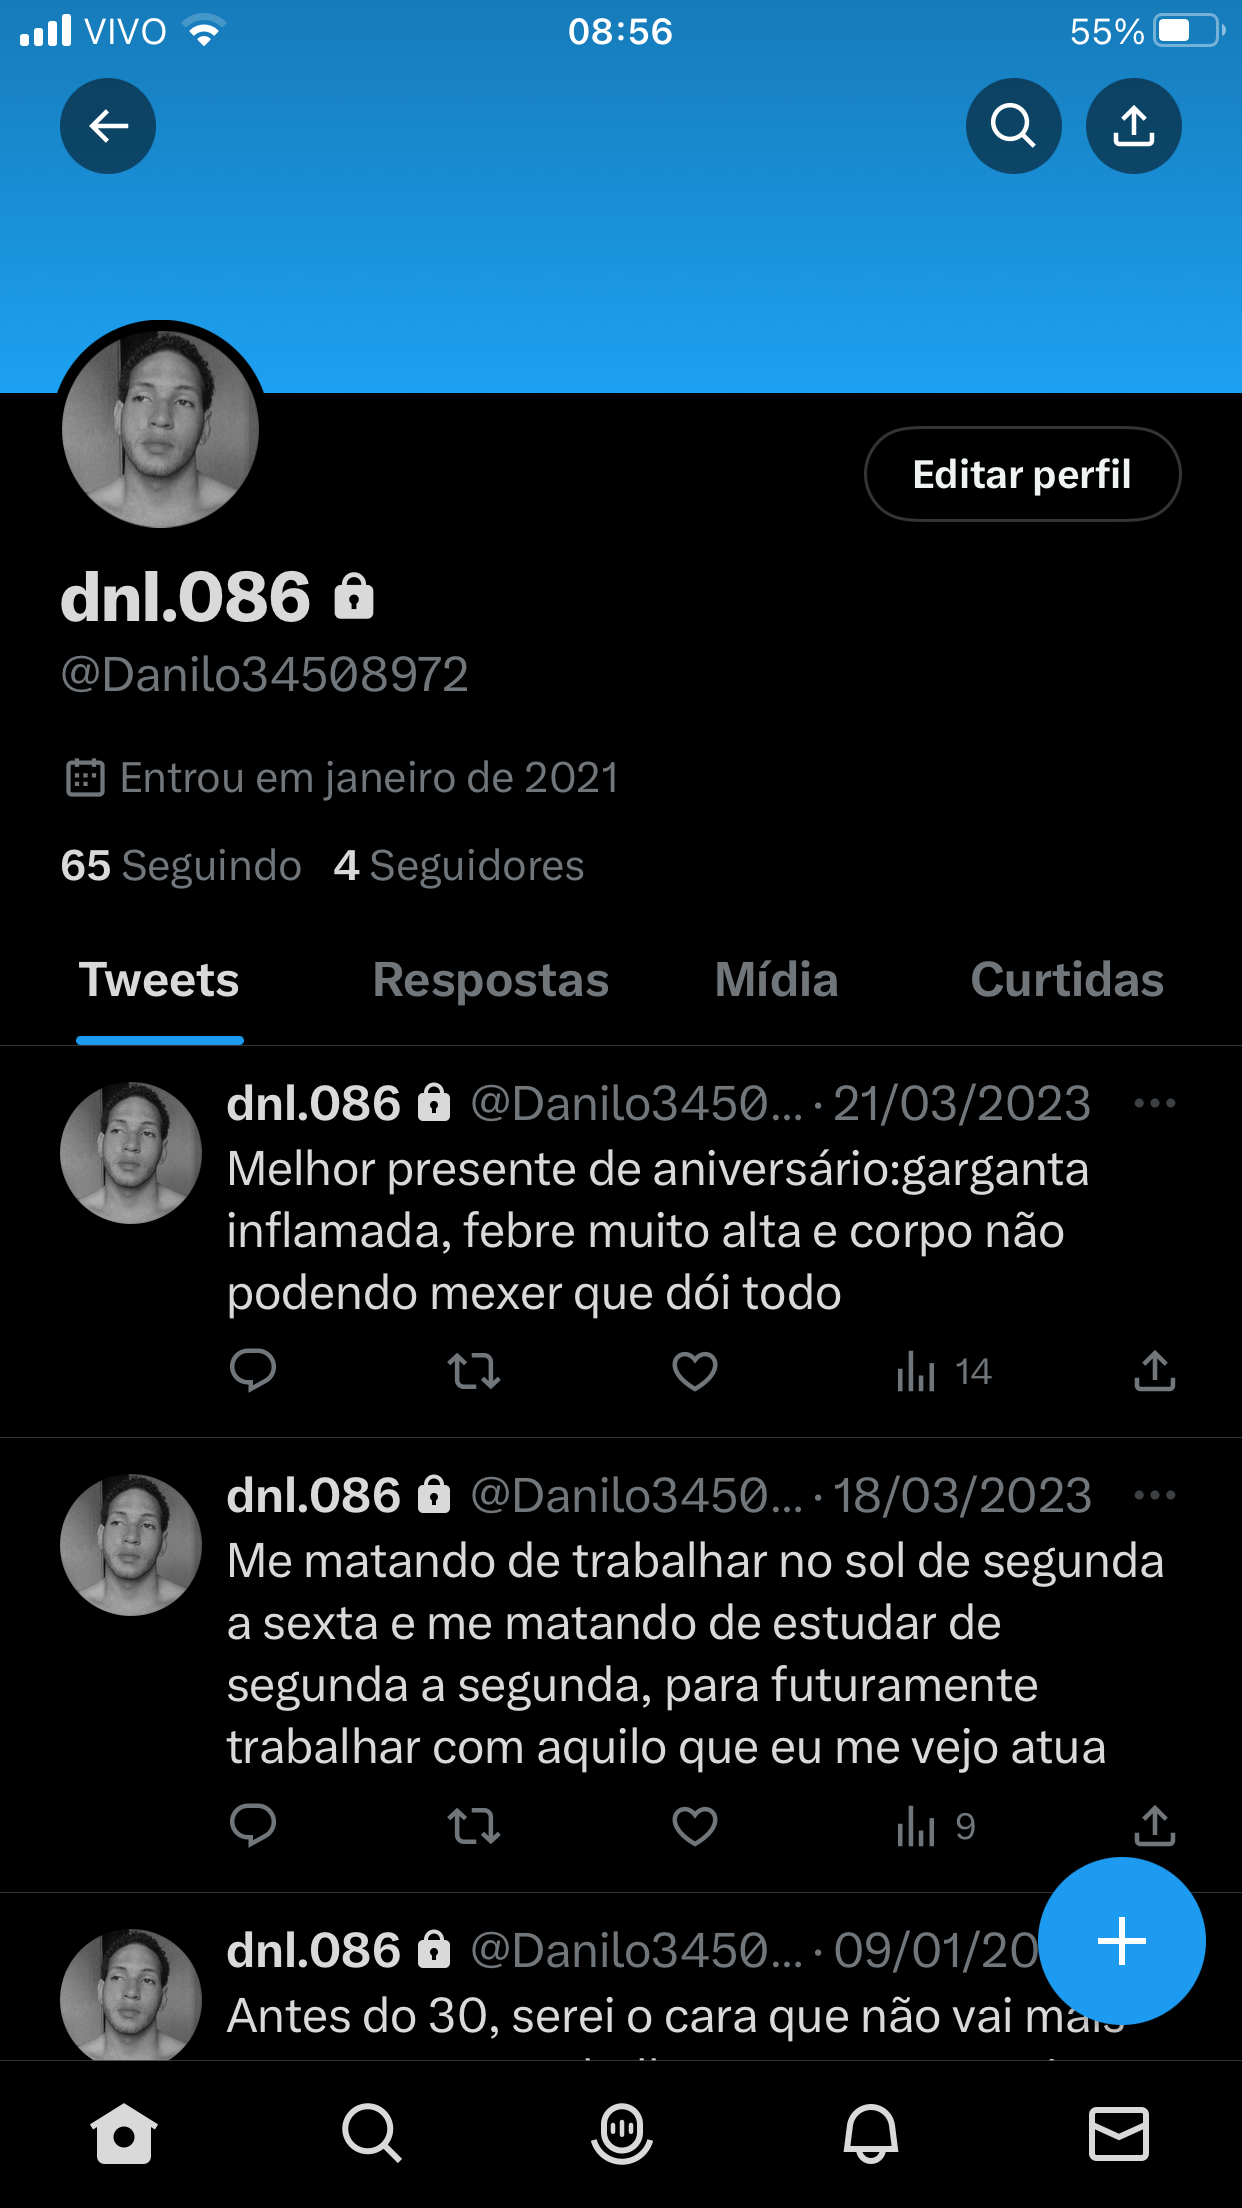 VIVO 08:56 55%
Editar perfil
dnl.086
@Danilo34508972
Entrou em janeiro de 2021
65 Seguindo 4 Seguidores
Tweets Respostas Mídia Curtidas
dnl.086 @Danilo3450... · 21/03/2023
Melhor presente de aniversário:garganta
inflamada, febre muito alta e corpo não
podendo mexer que dói todo
14
dnl.086 @Danilo3450... · 18/03/2023
Me matando de trabalhar no sol de segunda
a sexta e me matando de estudar de
segunda a segunda, para futuramente
trabalhar com aquilo que eu me vejo atua
9
dnl.086 @Danilo3450... · 09/01/20
Antes do 30, serei o cara que não vai mais